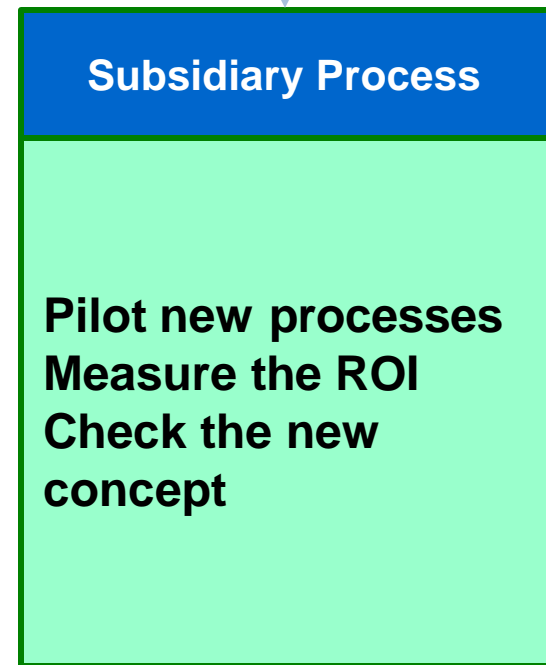 Subsidiary Process
Pilot new processes
Measure the ROI
Check the new
concept